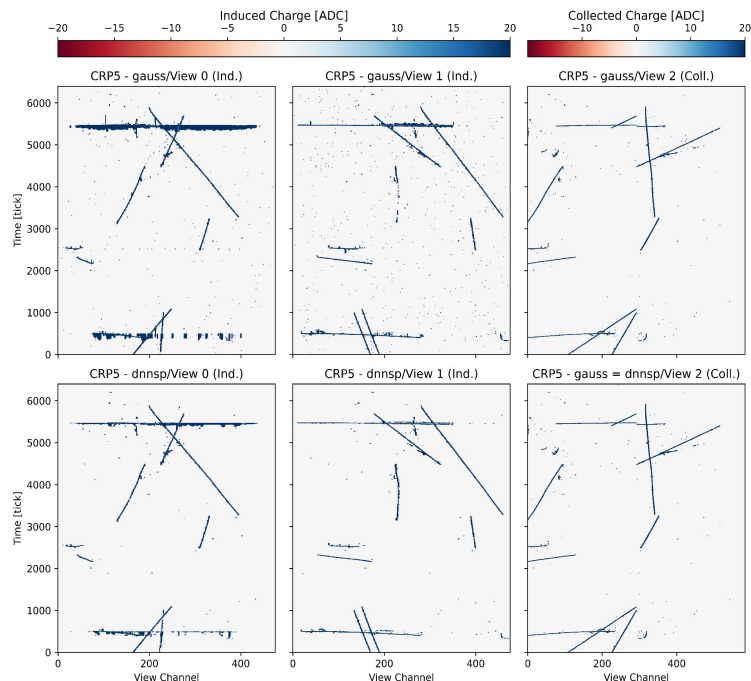 Induced Charge [ADC]
Collected Charge [ADC]
−20 −15 −10 −5 0 5 10 15 20
−10 0 10 20
CRP5 - gauss/View 0 (Ind.)
CRP5 - gauss/View 1 (Ind.)
CRP5 - gauss/View 2 (Coll.)
Time [tick]
6000
5000
4000
3000
2000
1000
0
CRP5 - dnnsp/View 0 (Ind.)
CRP5 - dnnsp/View 1 (Ind.)
CRP5 - gauss = dnnsp/View 2 (Coll.)
Time [tick]
6000
5000
4000
3000
2000
1000
0
0 200 400
0 200 400
0 200 400
View Channel
View Channel
View Channel